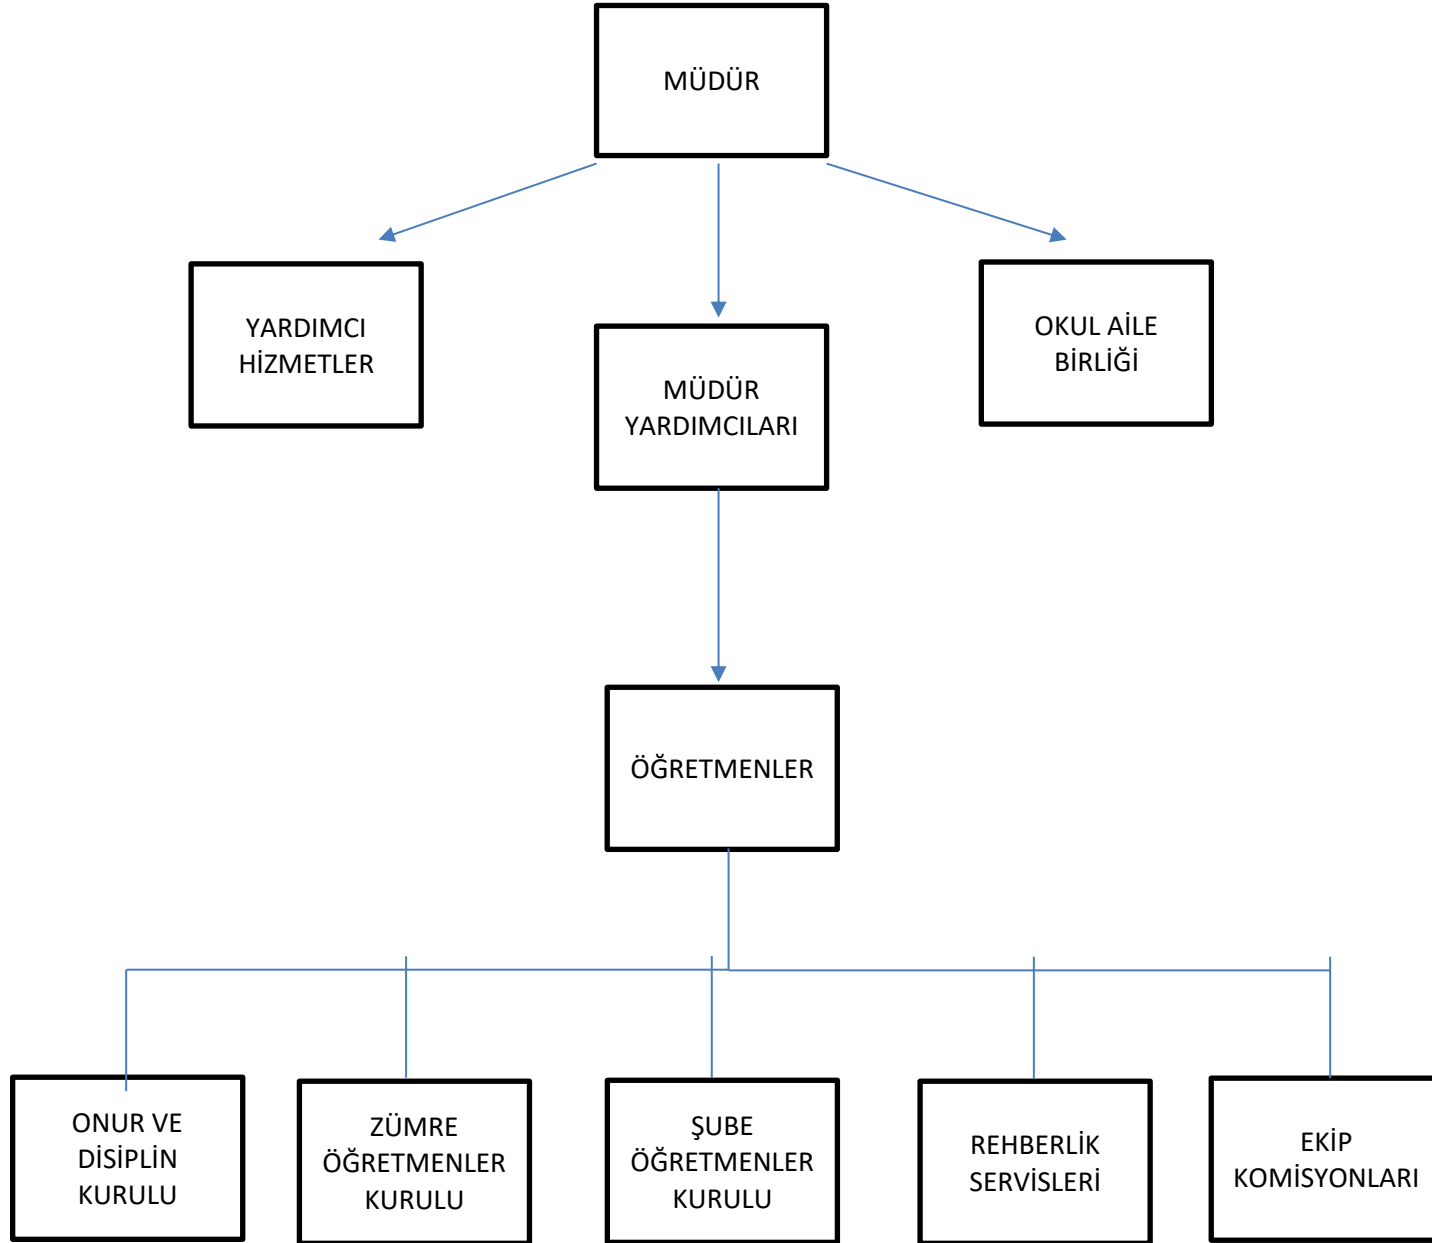 MÜDÜR
YARDIMCI
HİZMETLER
MÜDÜR
YARDIMCILARI
OKUL AİLE
BİRLİĞİ
ÖĞRETMENLER
ONUR VE
DİSİPLİN
KURULU
ZÜMRE
ÖĞRETMENLER
KURULU
ŞUBE
ÖĞRETMENLER
KURULU
REHBERLİK
SERVİSLERİ
EKİP
KOMİSYONLARI